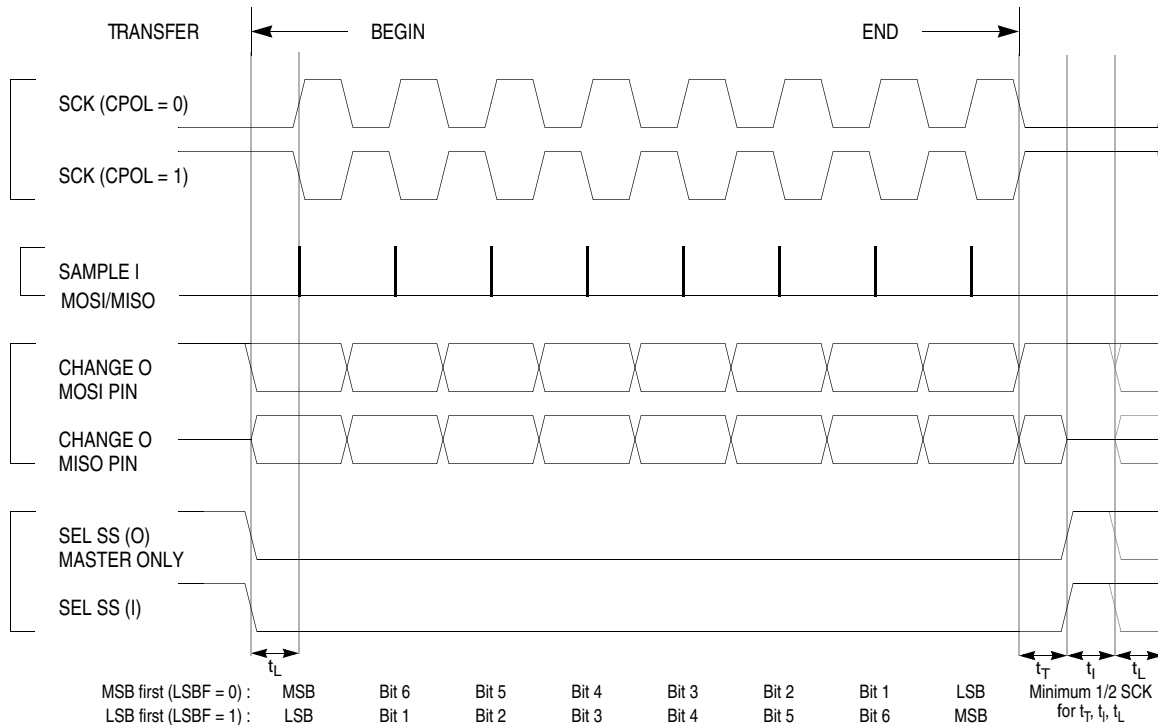 TRANSFER BEGIN END
SCK (CPOL = 0)
SCK (CPOL = 1)
SAMPLE I
MOSI/MISO
CHANGE O
MOSI PIN
CHANGE O
MISO PIN
SEL SS (O)
MASTER ONLY
SEL SS (I)
tL tT tI tL
MSB first (LSBF = 0) : MSB Bit 6 Bit 5 Bit 4 Bit 3 Bit 2 Bit 1 LSB Minimum 1/2 SCK
LSB first (LSBF = 1) : LSB Bit 1 Bit 2 Bit 3 Bit 4 Bit 5 Bit 6 MSB for tT, tI, tL